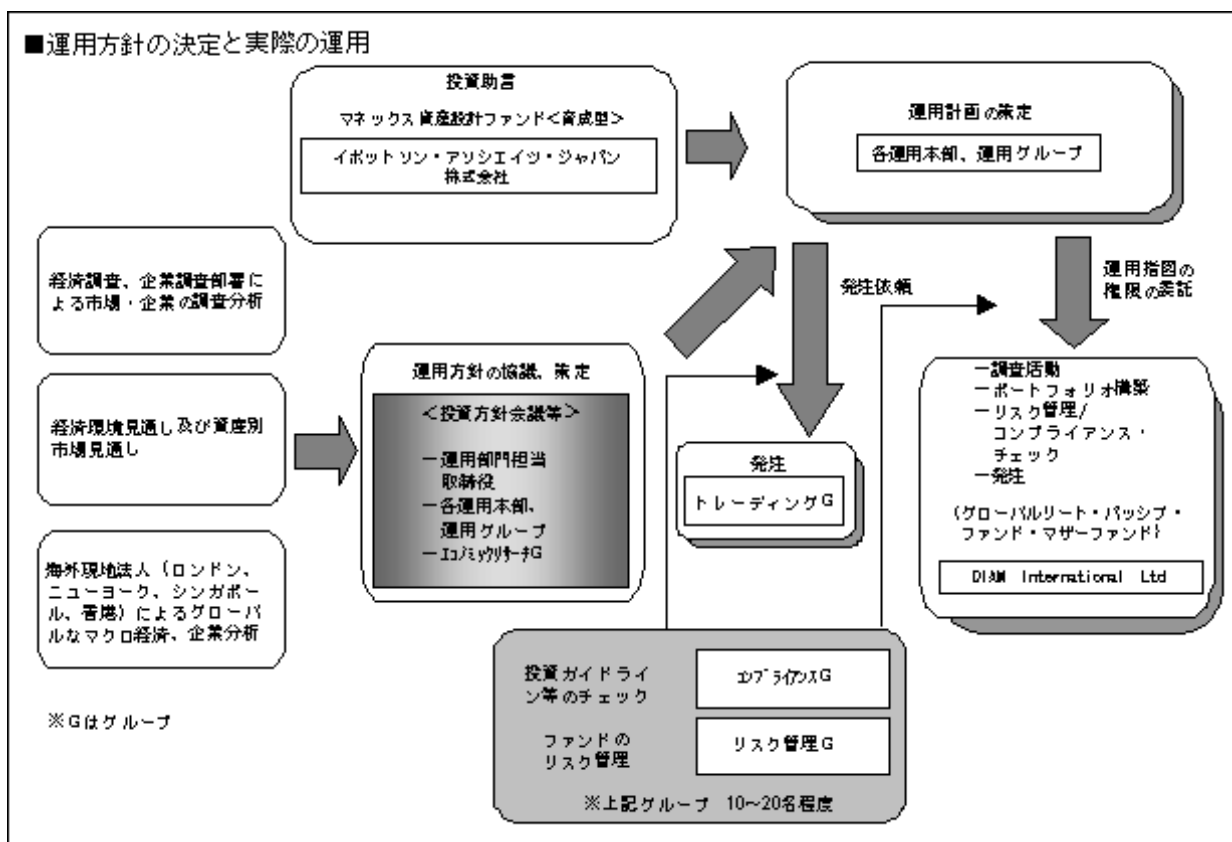 ■運用方針の決定と実際の運用
投資助言
マネックス資産設計ファンド＜育成型＞
イボットソン・アソシエイツ・ジャパン
株式会社
運用計画の策定
各運用本部、運用グループ
経済調査、企業調査部署に
よる市場・企業の調査分析
発注依頼
運用指図の
権限の委託
経済環境見通し及び資産別
市場見通し
運用方針の協議、策定
＜投資方針会議等＞
－運用部門担当
取締役
－各運用本部、
運用グループ
－ｴｺﾉﾐｯｸﾘｻｰﾁG
発注
トレーディングG
－調査活動
－ポートフォリオ構築
－リスク管理/
コンプライアンス・
チェック
－発注
(グローバルリート・パッシブ・
ファンド・マザーファンド)
DIAM International Ltd
海外現地法人（ロンドン、
ニューヨーク、シンガポー
ル、香港）によるグローバ
ルなマクロ経済、企業分析
投資ガイドライ
ン等のチェック
ｺﾝﾌﾟﾗｲｱﾝｽG
ファンドの
リスク管理
リスク管理G
※上記グループ 10～20名程度
※Gはグループ